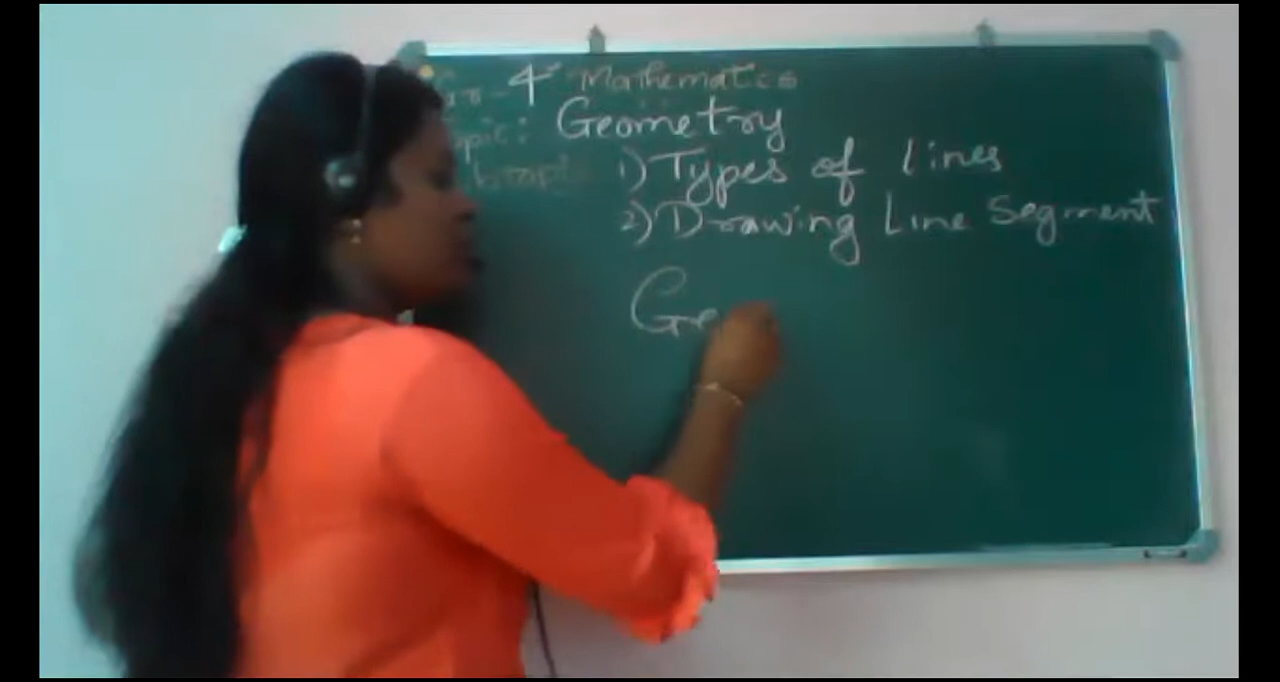 4 Mathematics
Geometry
1) Types of lines
2) Drawing Line Segment
Ge